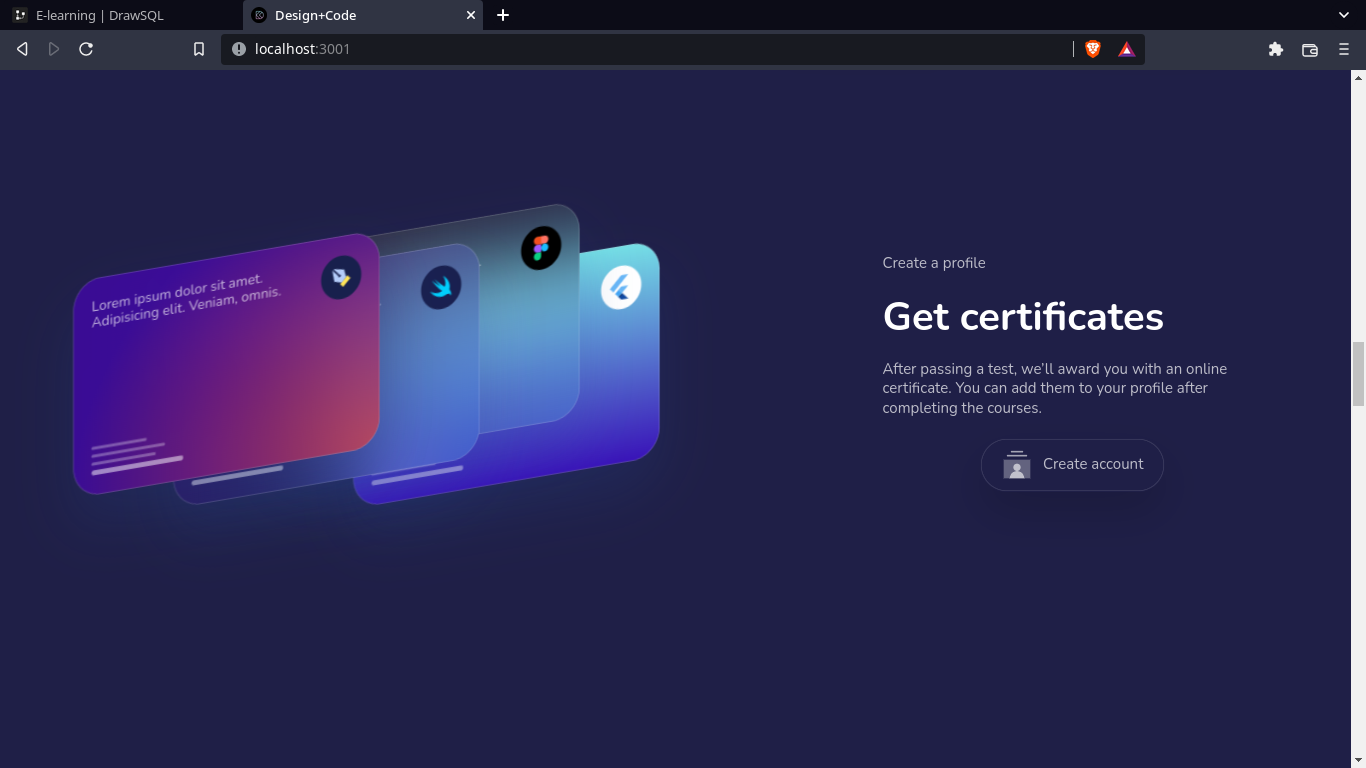 E-learning | DrawSQL
Design+Code
localhost:3001
Lorem ipsum dolor sit amet.
Adipisicing elit. Veniam, omnis.
Create a profile
Get certificates
After passing a test, we'll award you with an online
certificate. You can add them to your profile after
completing the courses.
Create account